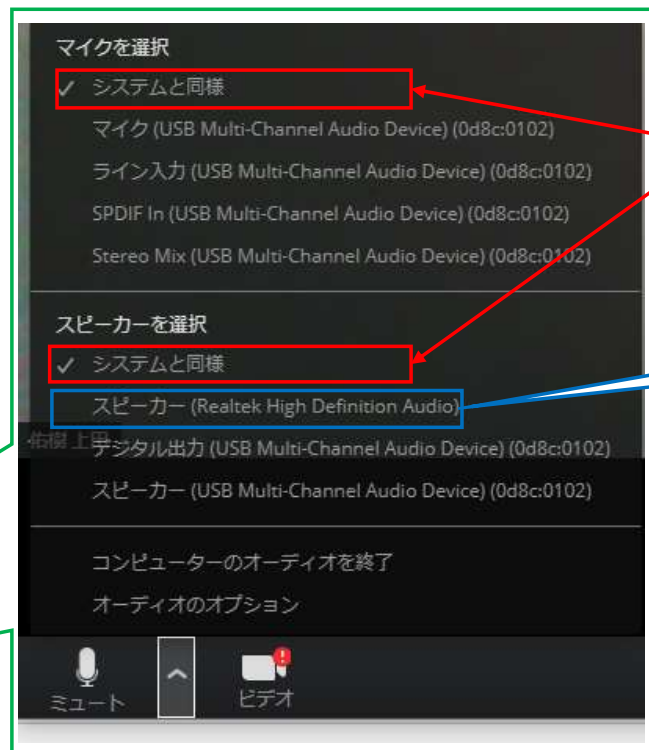 マイクを選択
✓ システムと同様
マイク (USB Multi-Channel Audio Device) (0d8c:0102)
ライン入力 (USB Multi-Channel Audio Device) (0d8c:0102)
SPDIF In (USB Multi-Channel Audio Device) (0d8c:0102)
Stereo Mix (USB Multi-Channel Audio Device) (0d8c:0102)
スピーカーを選択
✓ システムと同様
スピーカー (Realtek High Definition Audio)
佑樹 上田
デジタル出力 (USB Multi-Channel Audio Device) (0d8c:0102)
スピーカー (USB Multi-Channel Audio Device) (0d8c:0102)
コンピューターのオーディオを終了
オーディオのオプション
ミュート
ビデオ